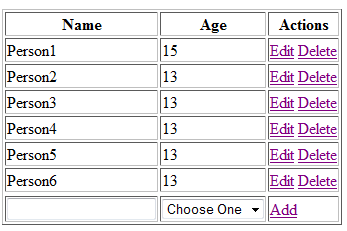 Name Age Actions
Person1 15 Edit Delete
Person2 13 Edit Delete
Person3 13 Edit Delete
Person4 13 Edit Delete
Person5 13 Edit Delete
Person6 13 Edit Delete
Choose One Add